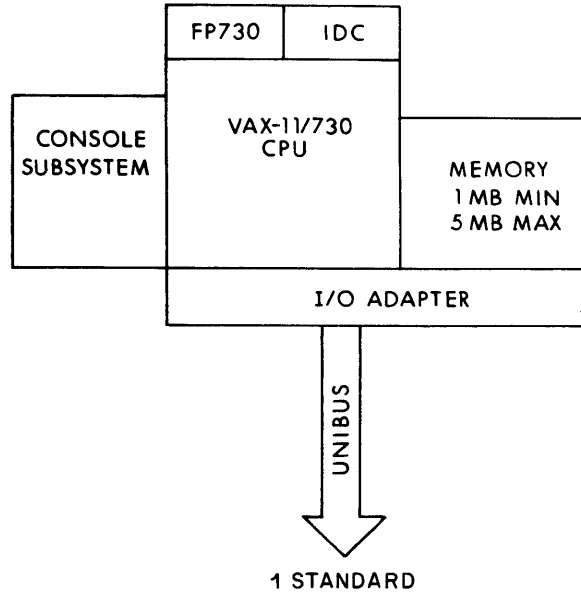 FP730
IDC
CONSOLE
SUBSYSTEM
VAX-11/730
CPU
MEMORY
1 MB MIN
5 MB MAX
I/O ADAPTER
UNIBUS
1 STANDARD